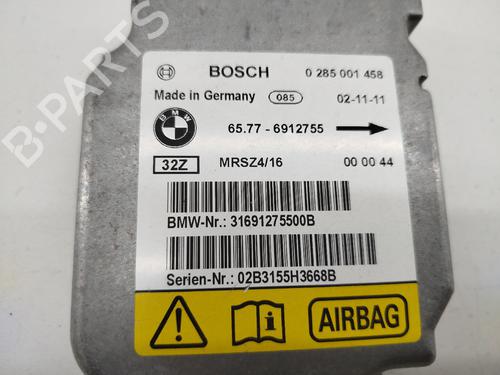 BOSCH 0 285 001 458
Made in Germany 085 02-11-11
BMW
65.77 - 6912755
32Z MRSZ4/16 00 00 44
BMW-Nr.: 31691275500B
Serien-Nr.: 02B3155H3668B
AIRBAG
B-PARTS